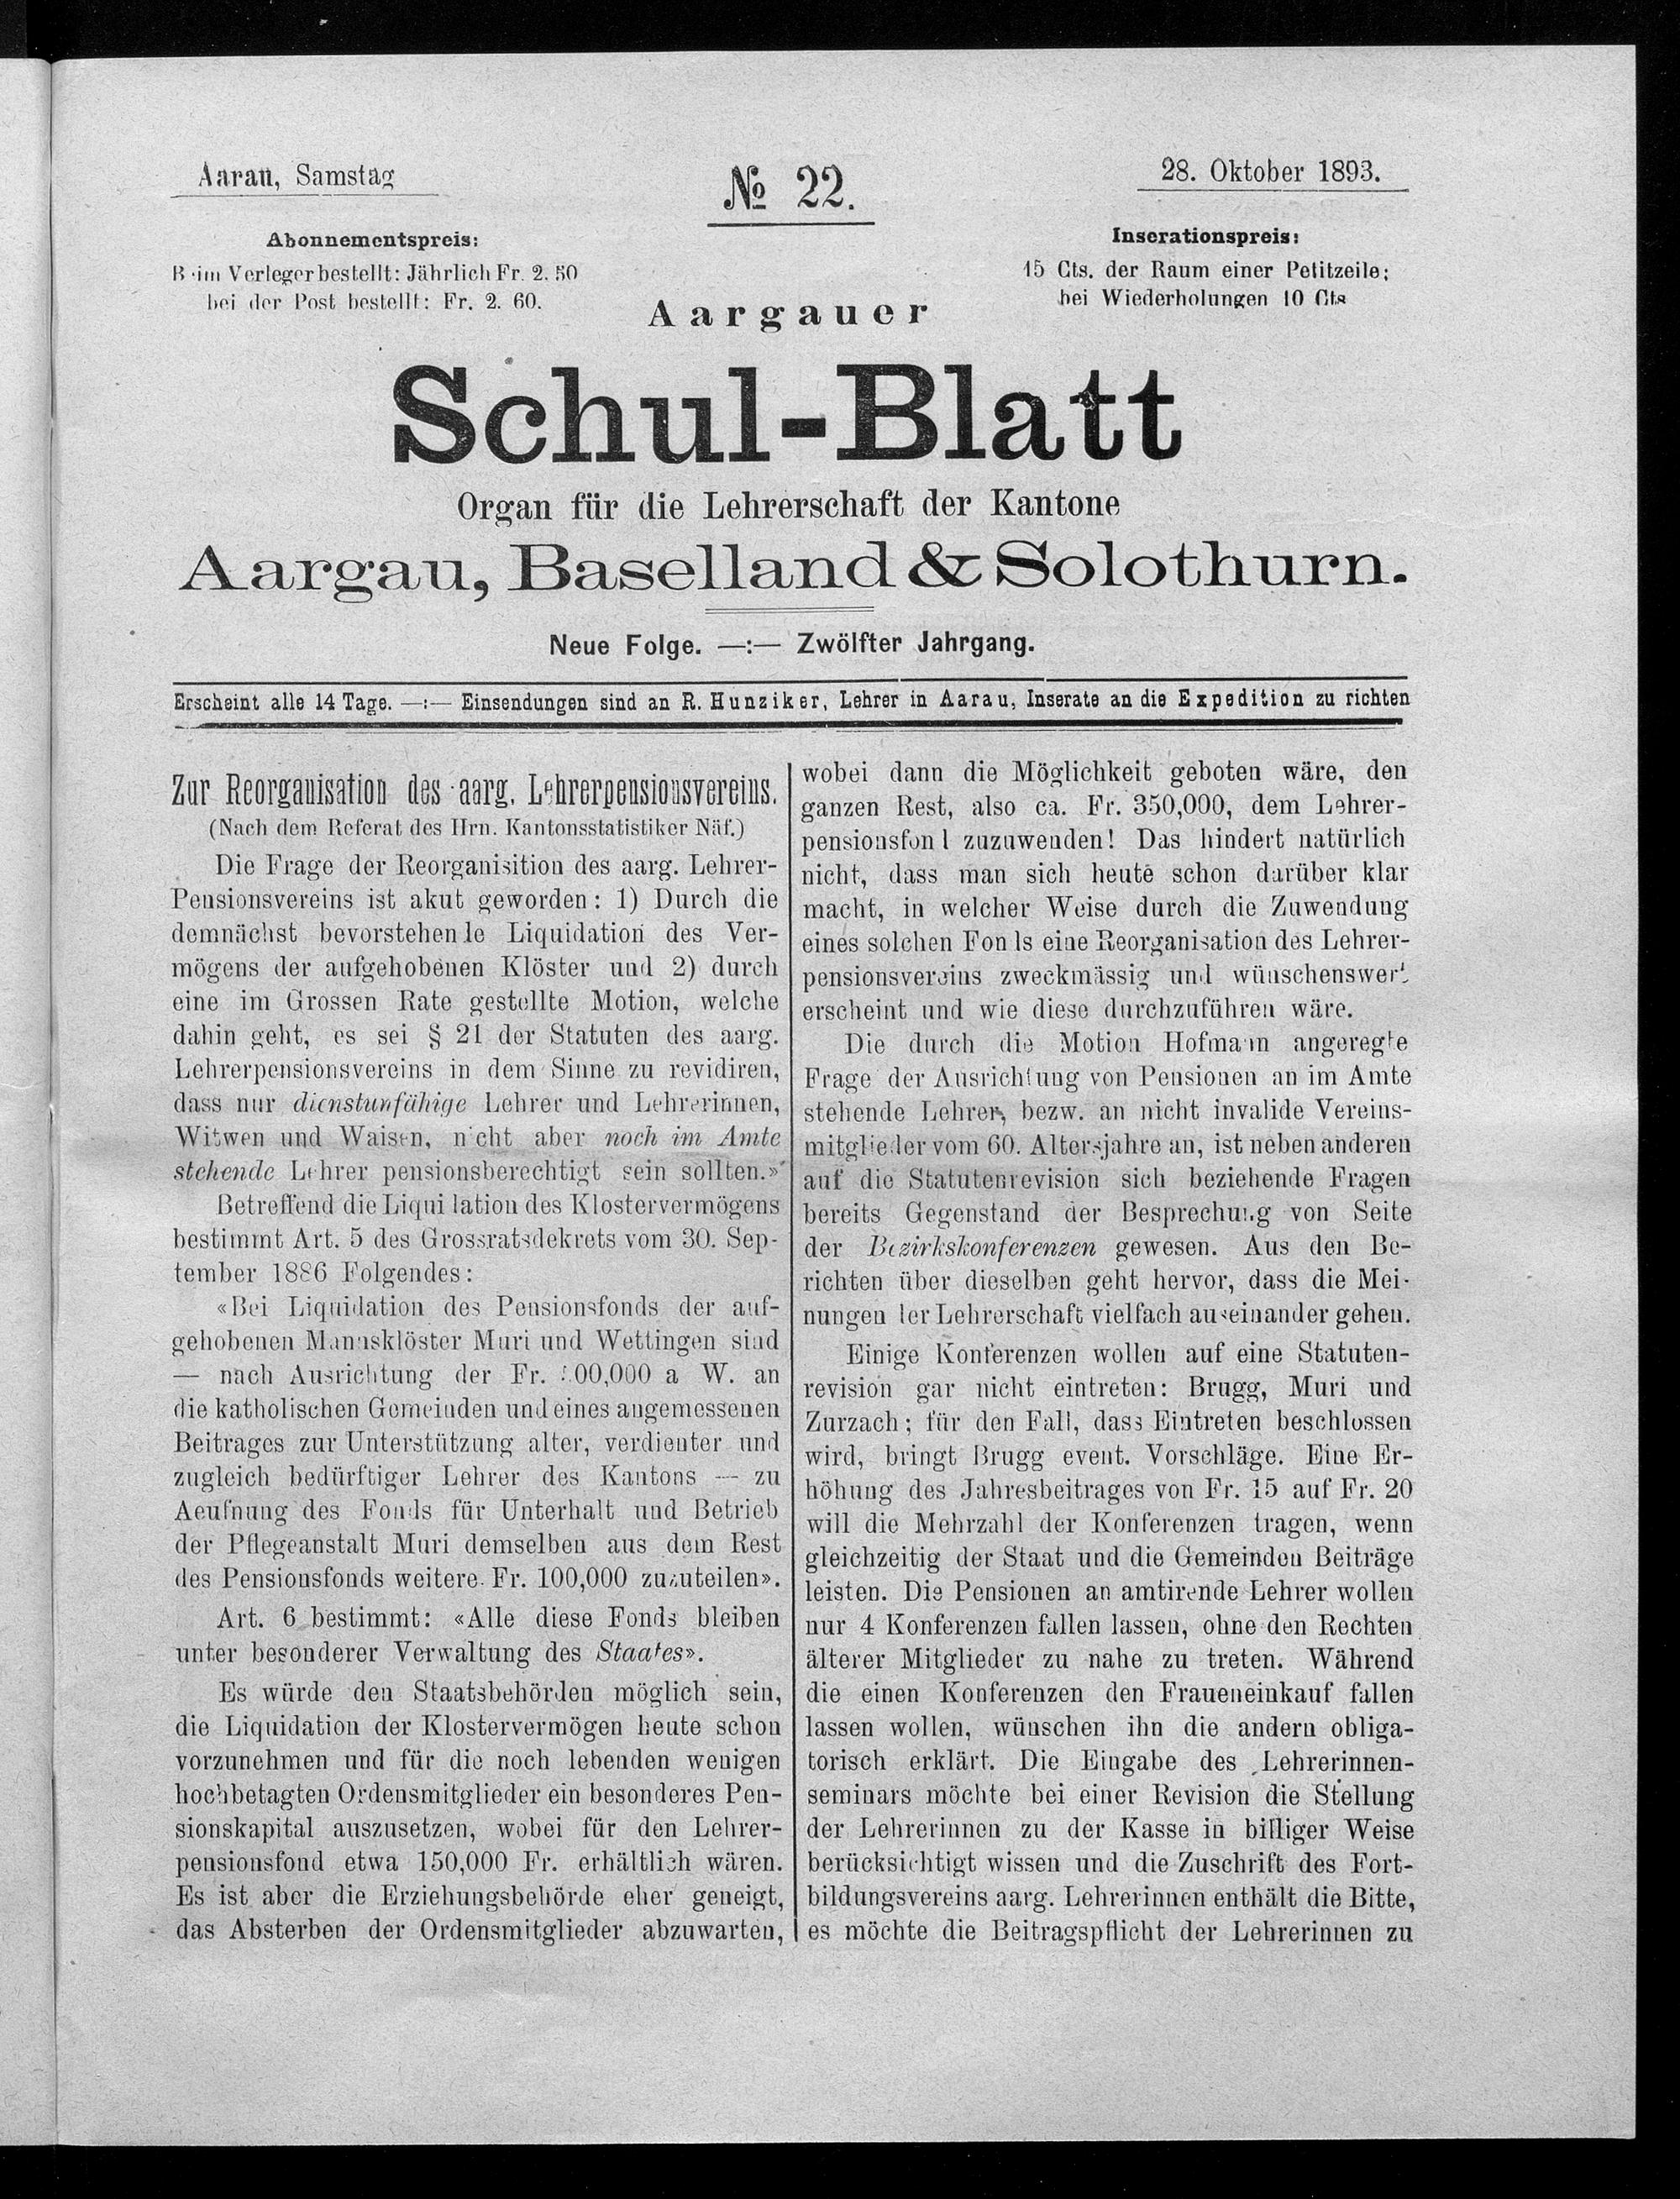 Aarau, Samstag
№ 22.
28. Oktober 1893.
Abonnementspreis:
Beim Verleger bestellt: Jährlich Fr. 2. 50
bei der Post bestellt: Fr. 2. 60.
Inserationspreis:
15 Cts. der Raum einer Petitzeile;
bei Wiederholungen 10 Cts
Aargauer
Schul-Blatt
Organ für die Lehrerschaft der Kantone
Aargau, Baselland & Solothurn.
Neue Folge. —:— Zwölfter Jahrgang.
Erscheint alle 14 Tage. —:— Einsendungen sind an R. Hunziker, Lehrer in Aarau, Inserate an die Expedition zu richten
Zur Reorganisation des aarg. Lehrerpensionsvereins.
(Nach dem Referat des Hrn. Kantonsstatistiker Näf.)
Die Frage der Reorganisition des aarg. Lehrer-
Pensionsvereins ist akut geworden: 1) Durch die
demnächst bevorstehende Liquidation des Ver-
mögens der aufgehobenen Klöster und 2) durch
eine im Grossen Rate gestellte Motion, welche
dahin geht, es sei § 21 der Statuten des aarg.
Lehrerpensionsvereins in dem Sinne zu revidiren,
dass nur dienstunfähige Lehrer und Lehrerinnen,
Witwen und Waisen, nicht aber noch im Amte
stehende Lehrer pensionsberechtigt sein sollten.»
Betreffend die Liquidation des Klostervermögens
bestimmt Art. 5 des Grossratsdekrets vom 30. Sep-
tember 1886 Folgendes:
«Bei Liquidation des Pensionsfonds der auf-
gehobenen Mannsklöster Muri und Wettingen sind
— nach Ausrichtung der Fr. a W. an
die katholischen Gemeinden und eines angemessenen
Beitrages zur Unterstützung alter, verdienter und
zugleich bedürftiger Lehrer des Kantons — zu
Aeufnung des Fonds für Unterhalt und Betrieb
der Pflegeanstalt Muri demselben aus dem Rest
des Pensionsfonds weitere Fr. 100,000 zuzuteilen».
Art. 6 bestimmt: «Alle diese Fonds bleiben
unter besonderer Verwaltung des Staates».
Es würde den Staatsbehörden möglich sein,
die Liquidation der Klostervermögen heute schon
vorzunehmen und für die noch lebenden wenigen
hochbetagten Ordensmitglieder ein besonderes Pen-
sionskapital auszusetzen, wobei für den Lehrer-
pensionsfond etwa 150,000 Fr. erhältlich wären.
Es ist aber die Erziehungsbehörde eher geneigt,
das Absterben der Ordensmitglieder abzuwarten,
wobei dann die Möglichkeit geboten wäre, den
ganzen Rest, also ca. Fr. 350,000, dem Lehrer-
pensionsfond zuzuwenden! Das hindert natürlich
nicht, dass man sich heute schon darüber klar
macht, in welcher Weise durch die Zuwendung
eines solchen Fonds eine Reorganisation des Lehrer-
pensionsvereins zweckmässig und wünschenswert
erscheint und wie diese durchzuführen wäre.
Die durch die Motion Hofmann angeregte
Frage der Ausrichtung von Pensionen an im Amte
stehende Lehrer, bezw. an nicht invalide Vereins-
mitglieder vom 60. Altersjahre an, ist neben anderen
auf die Statutenrevision sich beziehende Fragen
bereits Gegenstand der Besprechung von Seite
der Bezirkskonferenzen gewesen. Aus den Be-
richten über dieselben geht hervor, dass die Mei-
nungen der Lehrerschaft vielfach auseinander gehen.
Einige Konferenzen wollen auf eine Statuten-
revision gar nicht eintreten: Brugg, Muri und
Zurzach; für den Fall, dass Eintreten beschlossen
wird, bringt Brugg event. Vorschläge. Eine Er-
höhung des Jahresbeitrages von Fr. 15 auf Fr. 20
will die Mehrzahl der Konferenzen tragen, wenn
gleichzeitig der Staat und die Gemeinden Beiträge
leisten. Die Pensionen an amtirende Lehrer wollen
nur 4 Konferenzen fallen lassen, ohne den Rechten
älterer Mitglieder zu nahe zu treten. Während
die einen Konferenzen den Fraueneinkauf fallen
lassen wollen, wünschen ihn die andern obliga-
torisch erklärt. Die Eingabe des Lehrerinnen-
seminars möchte bei einer Revision die Stellung
der Lehrerinnen zu der Kasse in billiger Weise
berücksichtigt wissen und die Zuschrift des Fort-
bildungsvereins aarg. Lehrerinnen enthält die Bitte,
es möchte die Beitragspflicht der Lehrerinnen zu